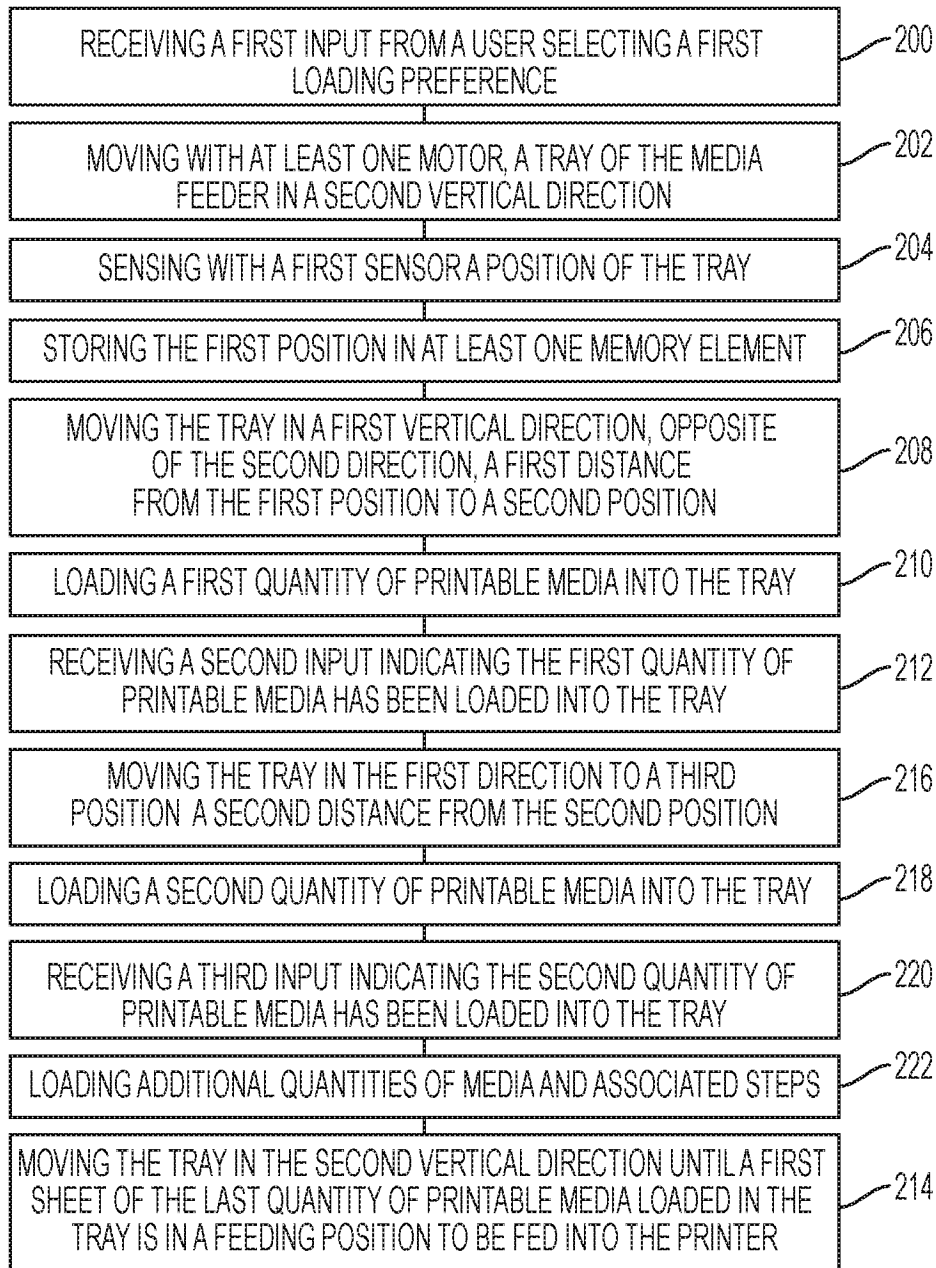 RECEIVING A FIRST INPUT FROM A USER SELECTING A FIRST
LOADING PREFERENCE
200
MOVING WITH AT LEAST ONE MOTOR, A TRAY OF THE MEDIA
FEEDER IN A SECOND VERTICAL DIRECTION
202
SENSING WITH A FIRST SENSOR A POSITION OF THE TRAY
204
STORING THE FIRST POSITION IN AT LEAST ONE MEMORY ELEMENT
206
MOVING THE TRAY IN A FIRST VERTICAL DIRECTION, OPPOSITE
OF THE SECOND DIRECTION, A FIRST DISTANCE
FROM THE FIRST POSITION TO A SECOND POSITION
208
LOADING A FIRST QUANTITY OF PRINTABLE MEDIA INTO THE TRAY
210
RECEIVING A SECOND INPUT INDICATING THE FIRST QUANTITY OF
PRINTABLE MEDIA HAS BEEN LOADED INTO THE TRAY
212
MOVING THE TRAY IN THE FIRST DIRECTION TO A THIRD
POSITION A SECOND DISTANCE FROM THE SECOND POSITION
216
LOADING A SECOND QUANTITY OF PRINTABLE MEDIA INTO THE TRAY
218
RECEIVING A THIRD INPUT INDICATING THE SECOND QUANTITY OF
PRINTABLE MEDIA HAS BEEN LOADED INTO THE TRAY
220
LOADING ADDITIONAL QUANTITIES OF MEDIA AND ASSOCIATED STEPS
222
MOVING THE TRAY IN THE SECOND VERTICAL DIRECTION UNTIL A FIRST
SHEET OF THE LAST QUANTITY OF PRINTABLE MEDIA LOADED IN THE
TRAY IS IN A FEEDING POSITION TO BE FED INTO THE PRINTER
214